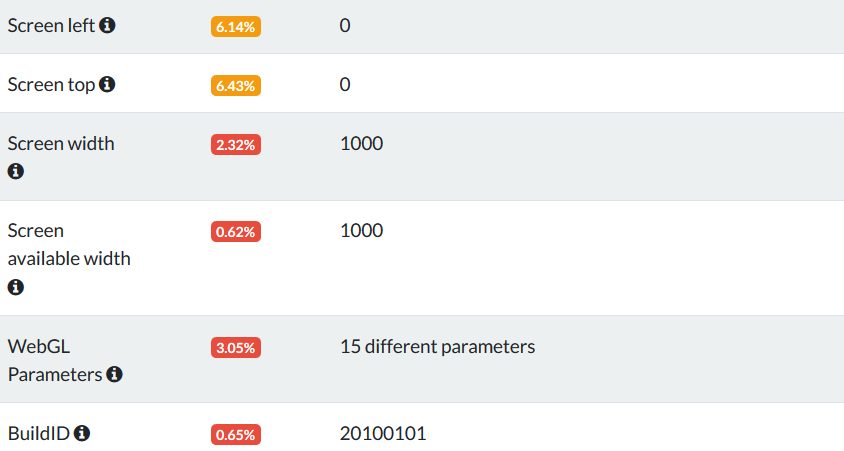 Screen left 6.14% 0
Screen top 6.43% 0
Screen width 2.32% 1000
Screen 0.62% 1000
available width
WebGL 3.05% 15 different parameters
Parameters
BuildID 0.65% 20100101